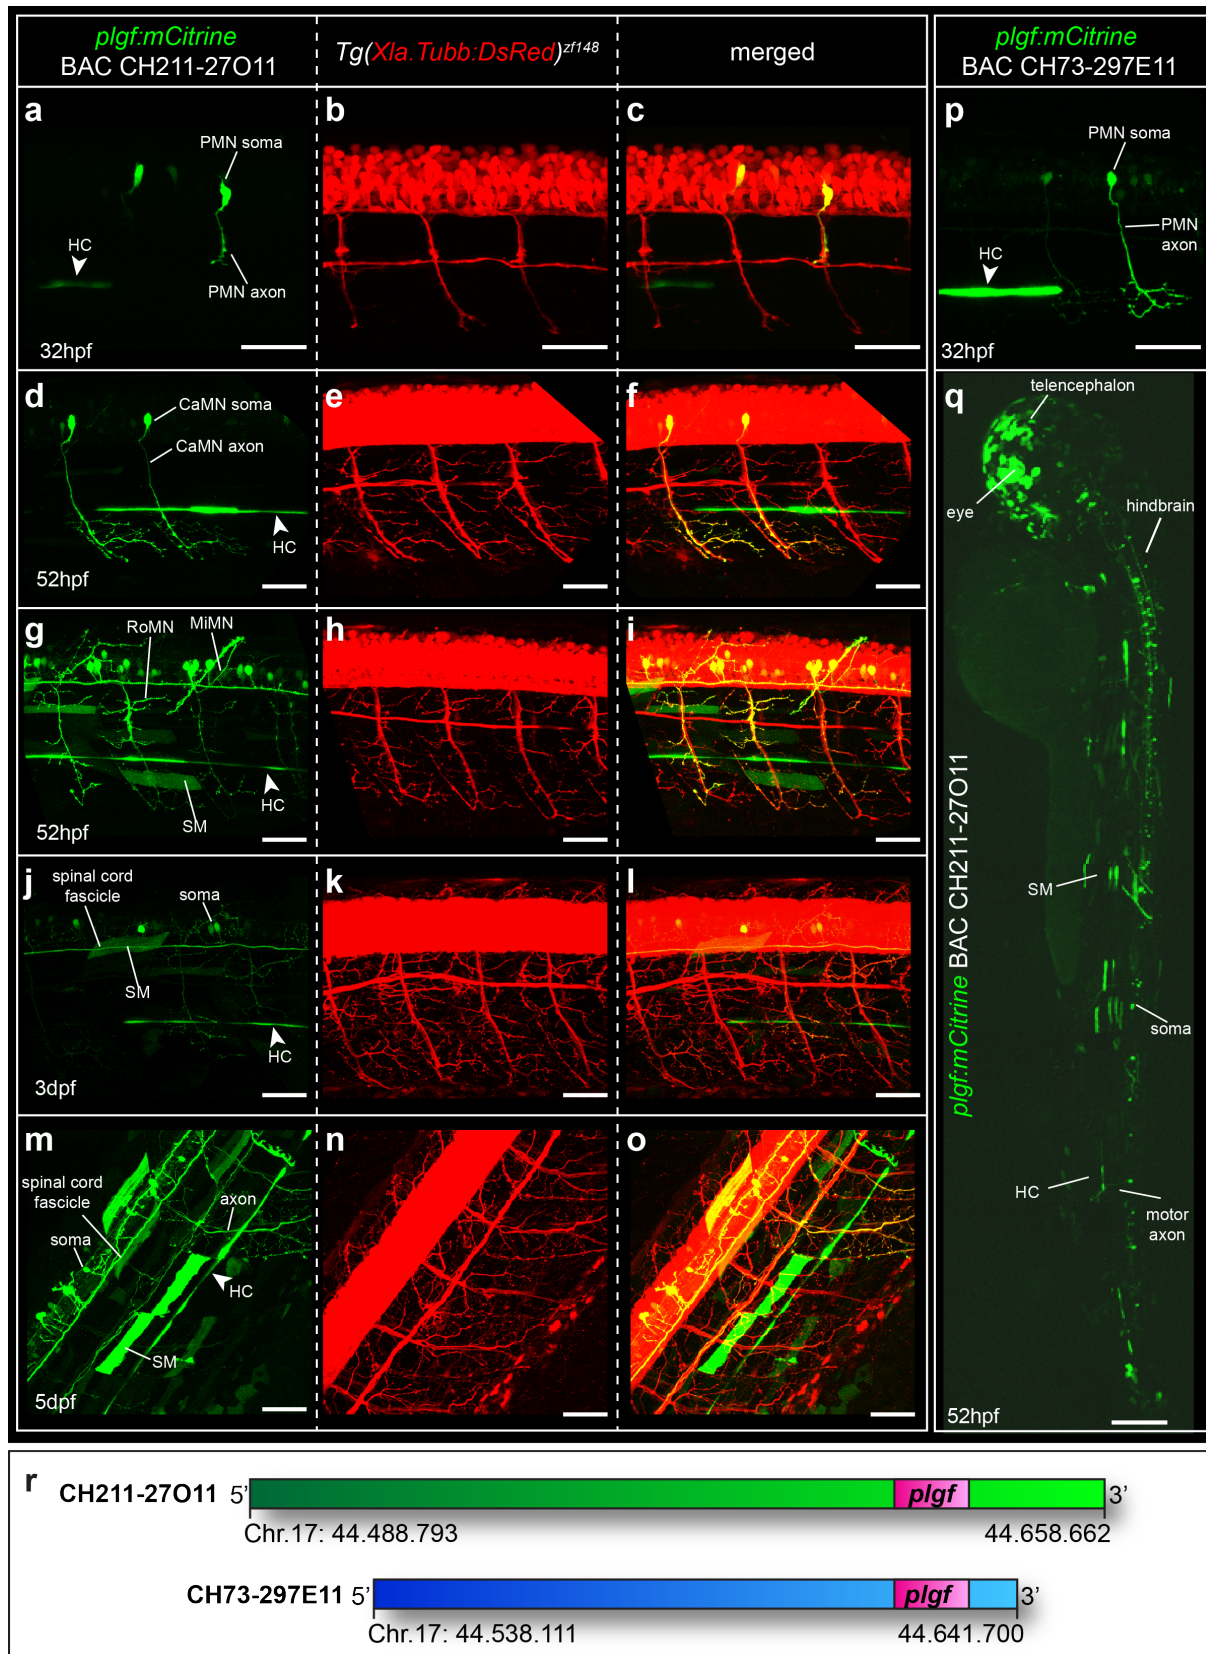 plgf:mCitrine
BAC CH211-27O11
Tg(Xla.Tubb:DsRed)zf148
merged
plgf:mCitrine
BAC CH73-297E11
a
PMN soma
HC
PMN axon
32hpf
b
c
p
PMN soma
PMN
axon
HC
32hpf
d
CaMN soma
CaMN axon
HC
52hpf
e
f
g
RoMN
MiMN
HC
SM
52hpf
h
i
j
spinal cord
fascicle
soma
SM
HC
3dpf
k
l
m
spinal cord
fascicle
soma
axon
HC
SM
5dpf
n
o
q
telencephalon
eye
hindbrain
plgf:mCitrine BAC CH211-27O11
SM
soma
HC
motor
axon
52hpf
r
CH211-27O11 5’ plgf 3’
Chr.17: 44.488.793 44.658.662
CH73-297E11 5’ plgf 3’
Chr.17: 44.538.111 44.641.700